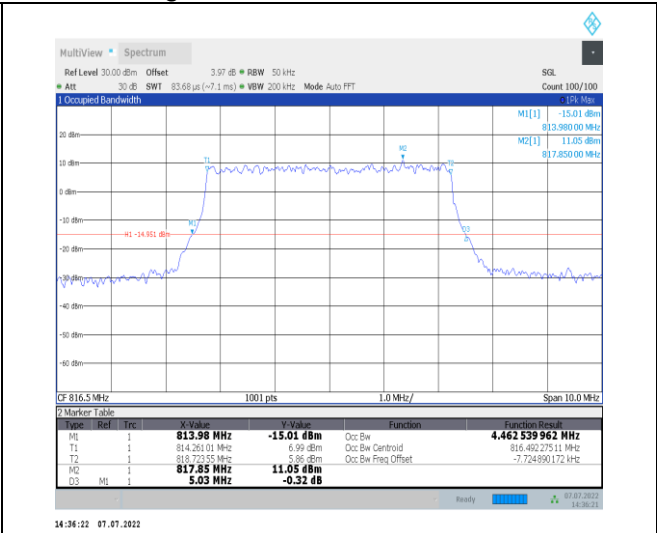 MultiView Spectrum
Ref Level 30.00 dBm Offset 3.97 dB RBW 50 kHz SGL
Att 30 dB SWT 83.68 µs (~7.1 ms) VBW 200 kHz Mode Auto FFT Count 100/100
1 Occupied Bandwidth 1Pk Max
M1[1] -15.01 dBm
813.98000 MHz
M2[1] 11.05 dBm
817.85000 MHz
20 dBm
M2
T1 T2
10 dBm
0 dBm
-10 dBm
M1
H1 -14.951 dBm D3
-20 dBm
-30 dBm
-40 dBm
-50 dBm
-60 dBm
CF 816.5 MHz 1001 pts 1.0 MHz/ Span 10.0 MHz
2 Marker Table
Type Ref Trc X-Value Y-Value Function Function Result
M1 1 813.98 MHz -15.01 dBm Occ Bw 4.462 539 962 MHz
T1 1 814.26101 MHz 6.99 dBm Occ Bw Centroid 816.492 275 11 MHz
T2 1 818.72355 MHz 5.86 dBm Occ Bw Freq Offset -7.724 890 172 kHz
M2 1 817.85 MHz 11.05 dBm
D3 M1 1 5.03 MHz -0.32 dB
Ready 07.07.2022
14:36:21
14:36:22 07.07.2022